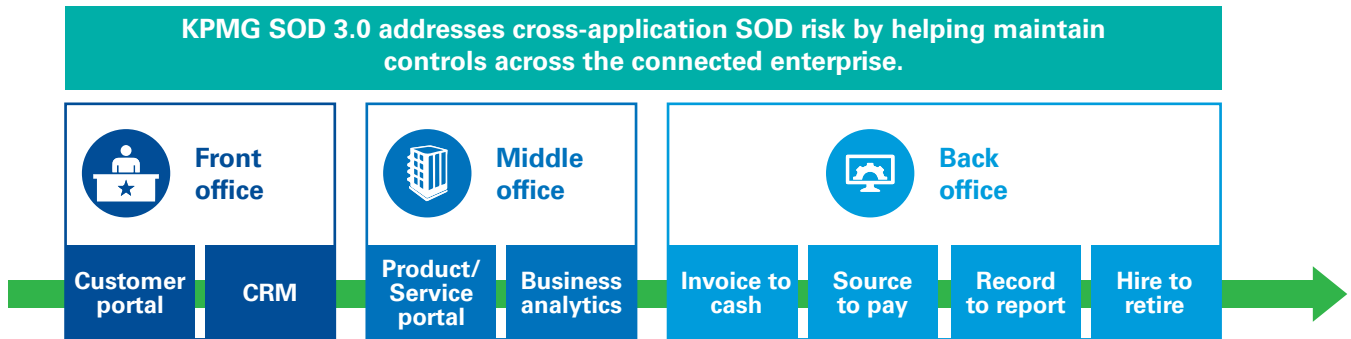 KPMG SOD 3.0 addresses cross-application SOD risk by helping maintain
controls across the connected enterprise.
Front
office
Middle
office
Back
office
Customer
portal
CRM
Product/
Service
portal
Business
analytics
Invoice to
cash
Source
to pay
Record
to report
Hire to
retire